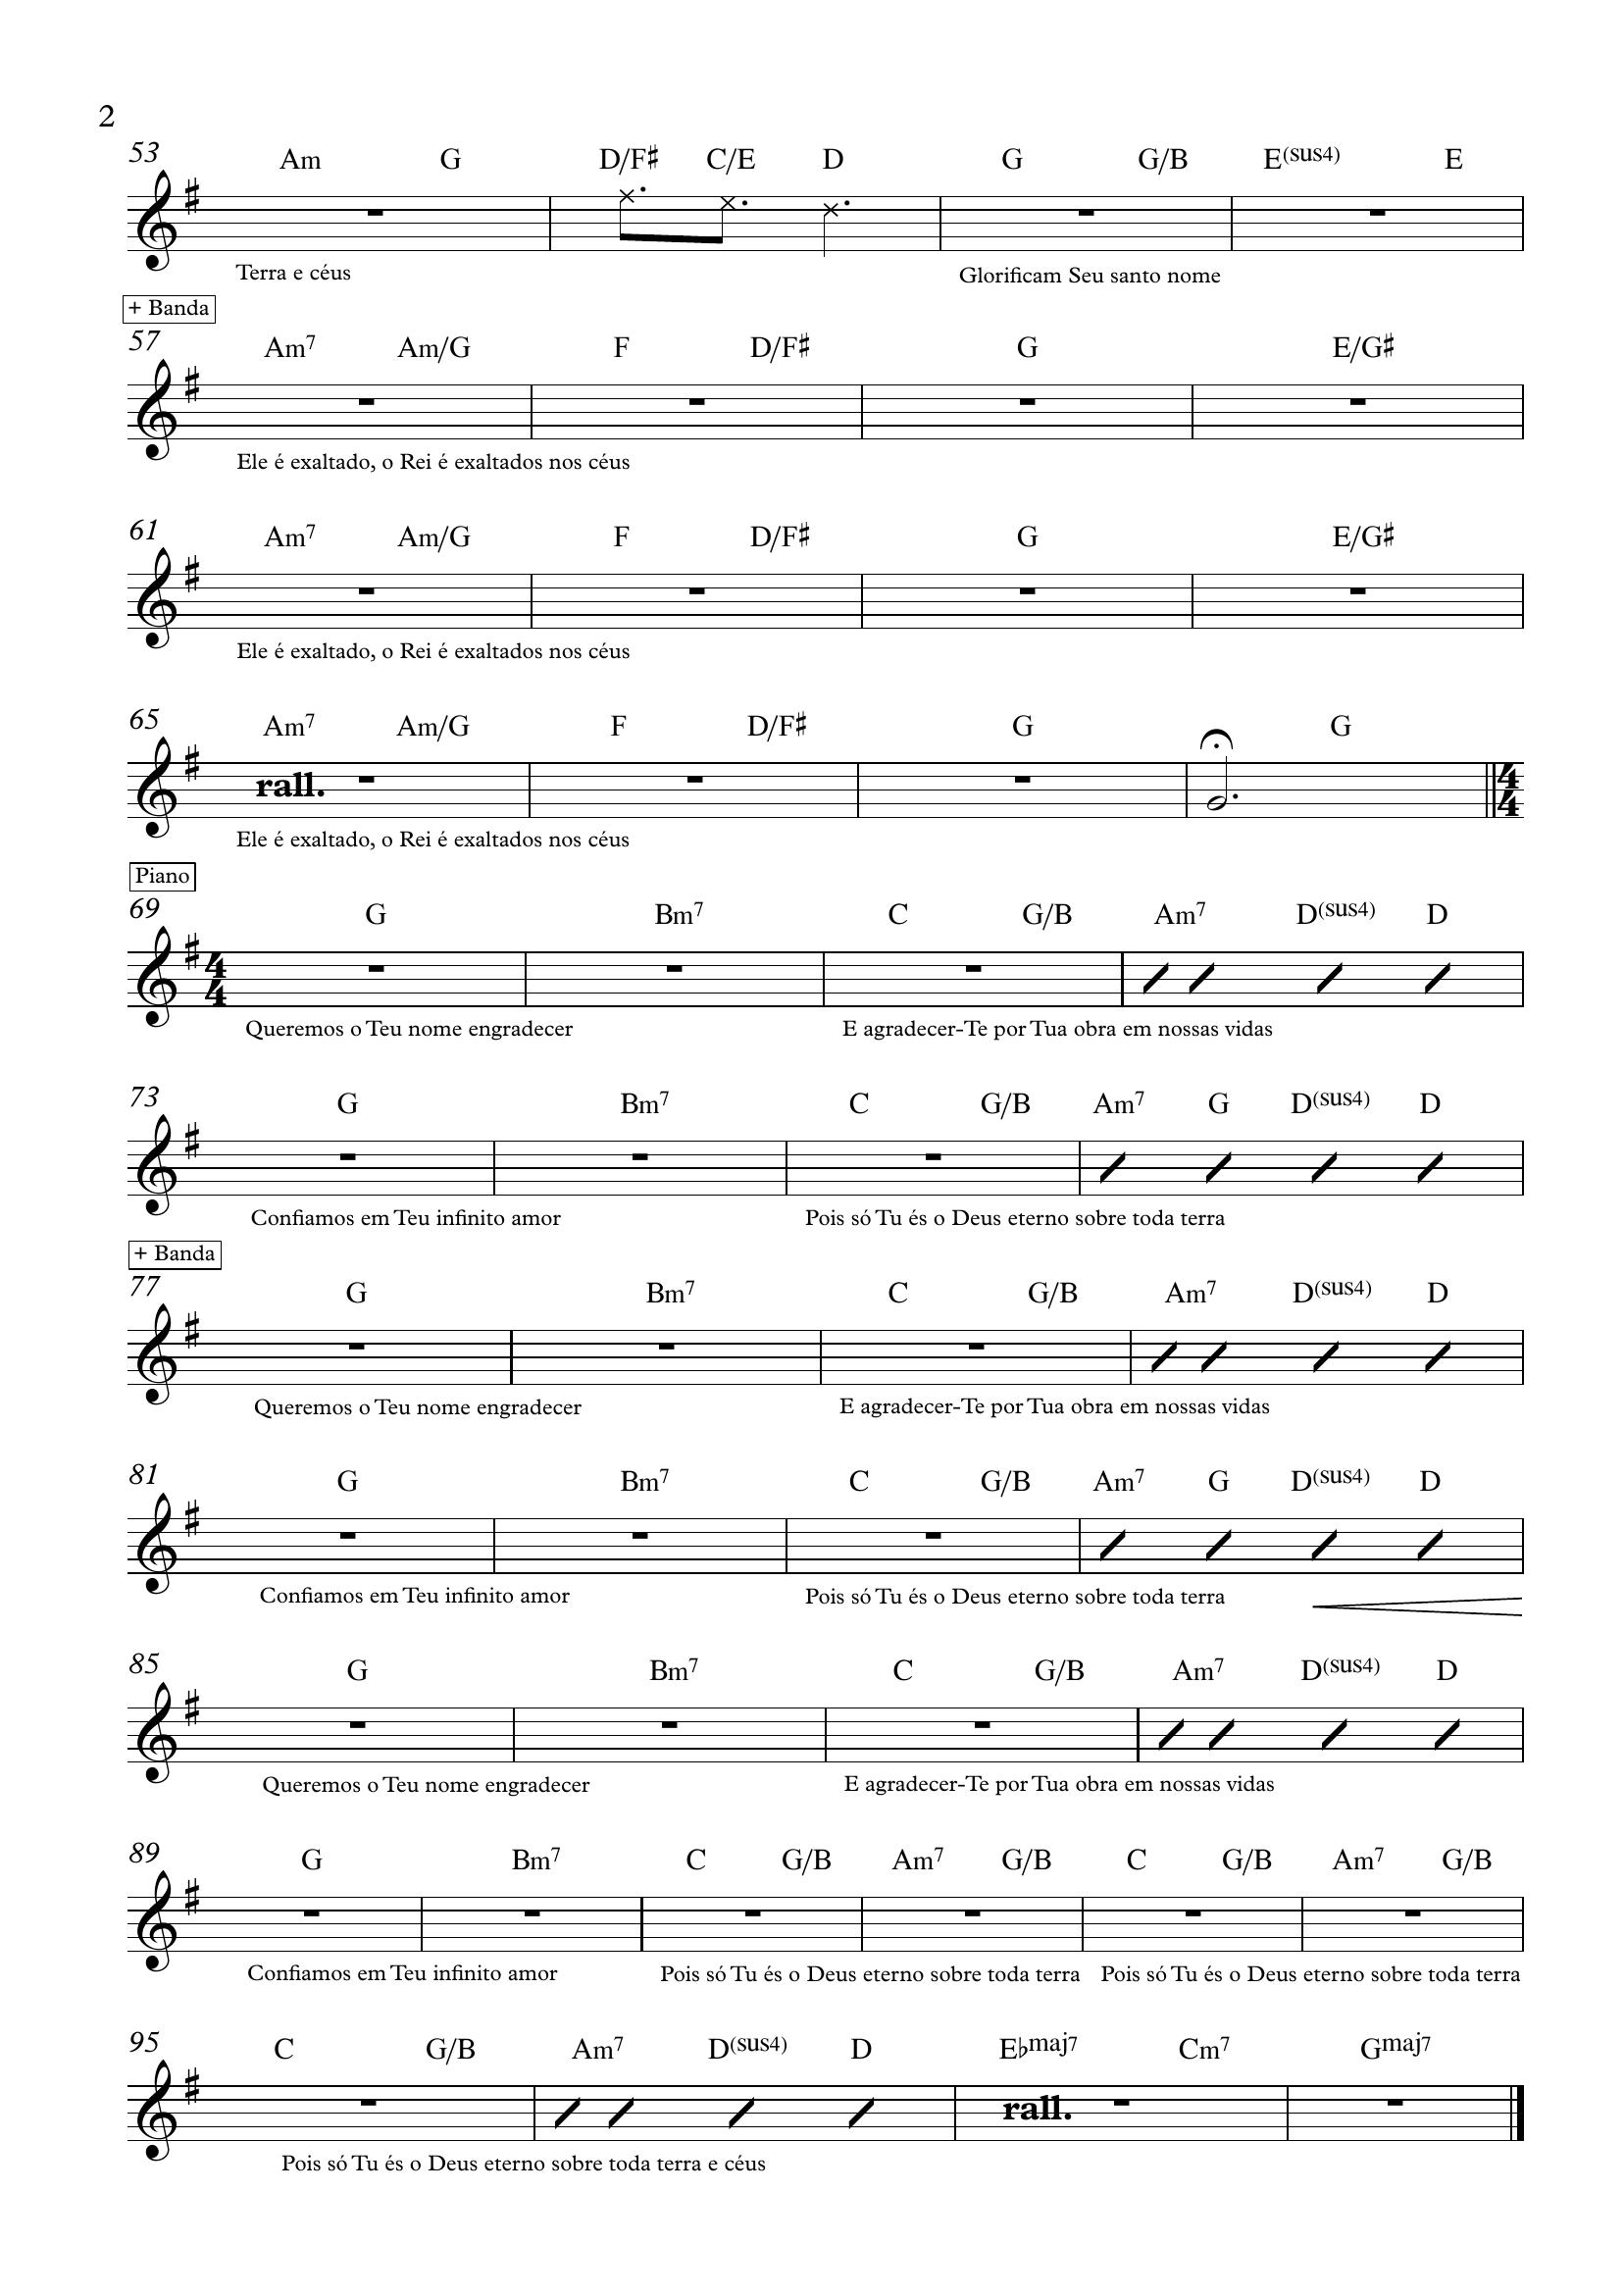 2
53 Am G D/F♯ C/E D G G/B E(sus4) E
Terra e céus Glorificam Seu santo nome
+ Banda
57 Am7 Am/G F D/F♯ G E/G♯
Ele é exaltado, o Rei é exaltados nos céus
61 Am7 Am/G F D/F♯ G E/G♯
Ele é exaltado, o Rei é exaltados nos céus
65 Am7 Am/G F D/F♯ G G
rall. 4/4
Ele é exaltado, o Rei é exaltados nos céus
Piano
69 G Bm7 C G/B Am7 D(sus4) D
4/4
Queremos o Teu nome engradecer E agradecer-Te por Tua obra em nossas vidas
73 G Bm7 C G/B Am7 G D(sus4) D
Confiamos em Teu infinito amor Pois só Tu és o Deus eterno sobre toda terra
+ Banda
77 G Bm7 C G/B Am7 D(sus4) D
Queremos o Teu nome engradecer E agradecer-Te por Tua obra em nossas vidas
81 G Bm7 C G/B Am7 G D(sus4) D
Confiamos em Teu infinito amor Pois só Tu és o Deus eterno sobre toda terra
85 G Bm7 C G/B Am7 D(sus4) D
Queremos o Teu nome engradecer E agradecer-Te por Tua obra em nossas vidas
89 G Bm7 C G/B Am7 G/B C G/B Am7 G/B
Confiamos em Teu infinito amor Pois só Tu és o Deus eterno sobre toda terra Pois só Tu és o Deus eterno sobre toda terra
95 C G/B Am7 D(sus4) D E♭maj7 Cm7 Gmaj7
rall.
Pois só Tu és o Deus eterno sobre toda terra e céus